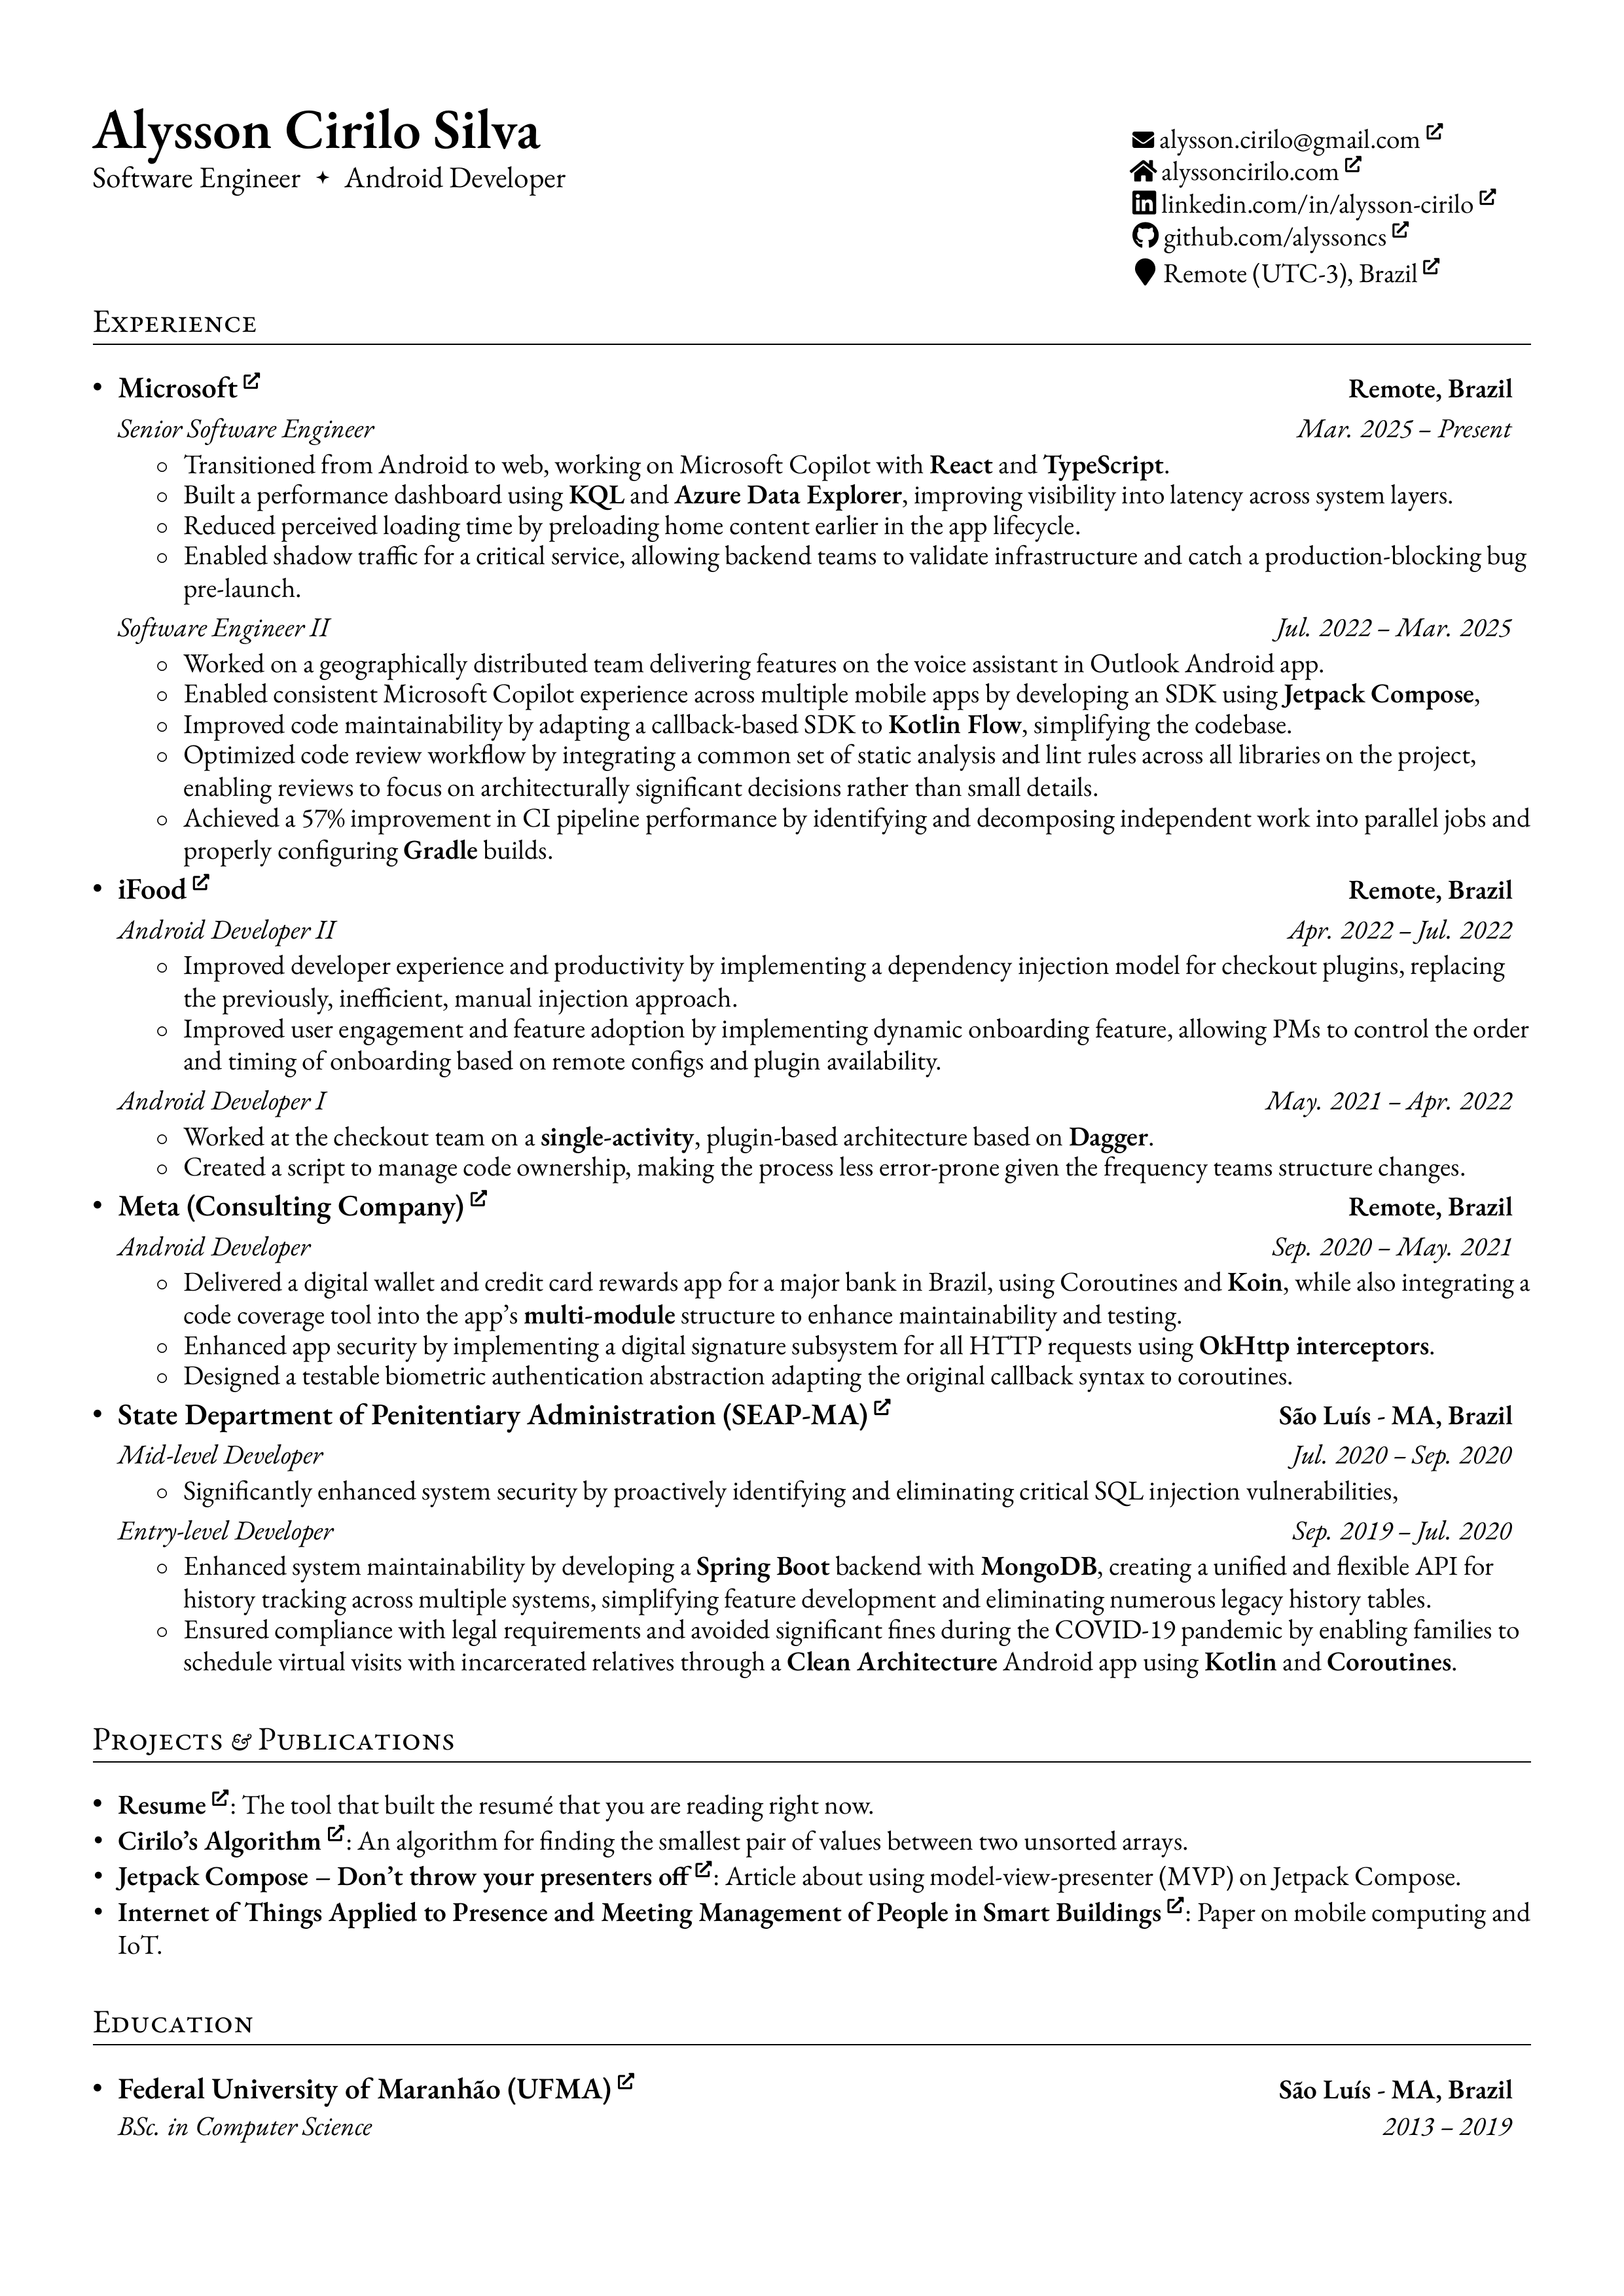 Alysson Cirilo Silva
Software Engineer ✦ Android Developer
alysson.cirilo@gmail.com
alyssoncirilo.com
linkedin.com/in/alysson-cirilo
github.com/alyssoncs
Remote (UTC-3), Brazil
Experience
• Microsoft Remote, Brazil
Senior Software Engineer Mar. 2025 – Present
○ Transitioned from Android to web, working on Microsoft Copilot with React and TypeScript.
○ Built a performance dashboard using KQL and Azure Data Explorer, improving visibility into latency across system layers.
○ Reduced perceived loading time by preloading home content earlier in the app lifecycle.
○ Enabled shadow traffic for a critical service, allowing backend teams to validate infrastructure and catch a production-blocking bug
pre-launch.
Software Engineer II Jul. 2022 – Mar. 2025
○ Worked on a geographically distributed team delivering features on the voice assistant in Outlook Android app.
○ Enabled consistent Microsoft Copilot experience across multiple mobile apps by developing an SDK using Jetpack Compose,
○ Improved code maintainability by adapting a callback-based SDK to Kotlin Flow, simplifying the codebase.
○ Optimized code review workflow by integrating a common set of static analysis and lint rules across all libraries on the project,
enabling reviews to focus on architecturally significant decisions rather than small details.
○ Achieved a 57% improvement in CI pipeline performance by identifying and decomposing independent work into parallel jobs and
properly configuring Gradle builds.
• iFood Remote, Brazil
Android Developer II Apr. 2022 – Jul. 2022
○ Improved developer experience and productivity by implementing a dependency injection model for checkout plugins, replacing
the previously, inefficient, manual injection approach.
○ Improved user engagement and feature adoption by implementing dynamic onboarding feature, allowing PMs to control the order
and timing of onboarding based on remote configs and plugin availability.
Android Developer I May. 2021 – Apr. 2022
○ Worked at the checkout team on a single-activity, plugin-based architecture based on Dagger.
○ Created a script to manage code ownership, making the process less error-prone given the frequency teams structure changes.
• Meta (Consulting Company) Remote, Brazil
Android Developer Sep. 2020 – May. 2021
○ Delivered a digital wallet and credit card rewards app for a major bank in Brazil, using Coroutines and Koin, while also integrating a
code coverage tool into the app’s multi-module structure to enhance maintainability and testing.
○ Enhanced app security by implementing a digital signature subsystem for all HTTP requests using OkHttp interceptors.
○ Designed a testable biometric authentication abstraction adapting the original callback syntax to coroutines.
• State Department of Penitentiary Administration (SEAP-MA) São Luís - MA, Brazil
Mid-level Developer Jul. 2020 – Sep. 2020
○ Significantly enhanced system security by proactively identifying and eliminating critical SQL injection vulnerabilities,
Entry-level Developer Sep. 2019 – Jul. 2020
○ Enhanced system maintainability by developing a Spring Boot backend with MongoDB, creating a unified and flexible API for
history tracking across multiple systems, simplifying feature development and eliminating numerous legacy history tables.
○ Ensured compliance with legal requirements and avoided significant fines during the COVID-19 pandemic by enabling families to
schedule virtual visits with incarcerated relatives through a Clean Architecture Android app using Kotlin and Coroutines.
Projects & Publications
• Resume: The tool that built the resumé that you are reading right now.
• Cirilo’s Algorithm: An algorithm for finding the smallest pair of values between two unsorted arrays.
• Jetpack Compose – Don’t throw your presenters off: Article about using model-view-presenter (MVP) on Jetpack Compose.
• Internet of Things Applied to Presence and Meeting Management of People in Smart Buildings: Paper on mobile computing and
IoT.
Education
• Federal University of Maranhão (UFMA) São Luís - MA, Brazil
BSc. in Computer Science 2013 – 2019